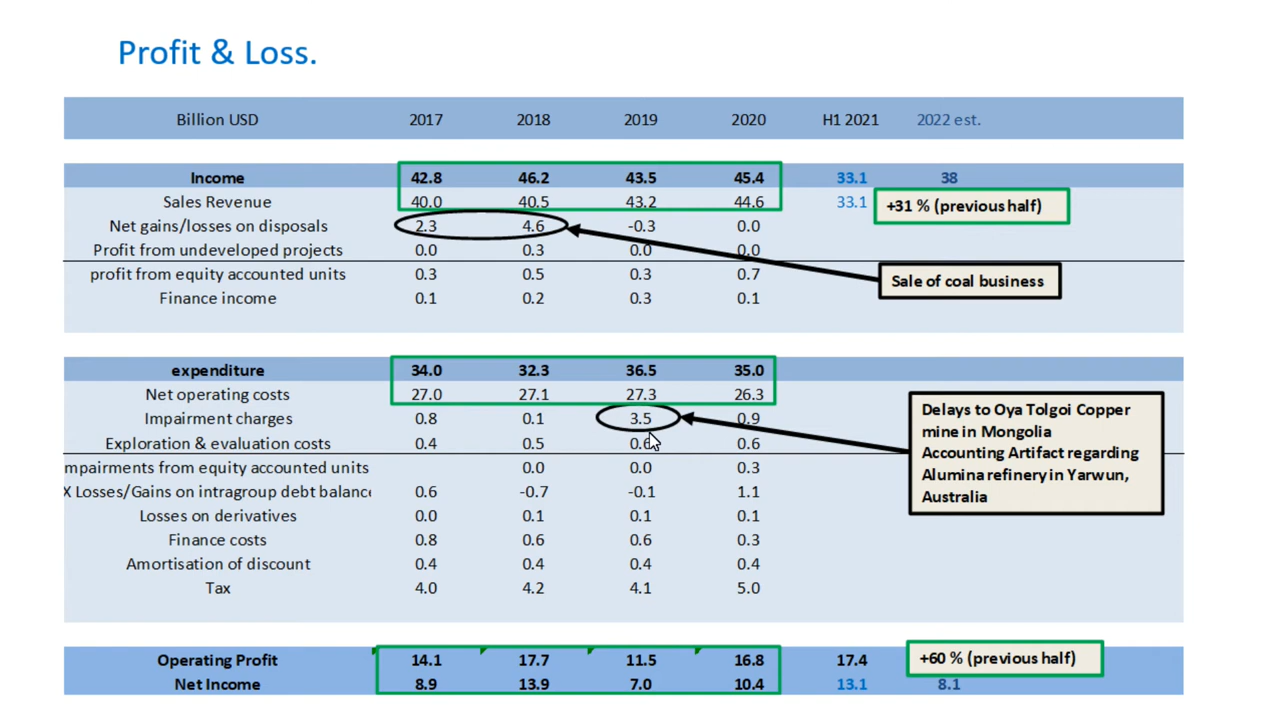 Profit & Loss.
Billion USD 2017 2018 2019 2020 H1 2021 2022 est.
Income 42.8 46.2 43.5 45.4 33.1 38
Sales Revenue 40.0 40.5 43.2 44.6 33.1 +31 % (previous half)
Net gains/losses on disposals 2.3 4.6 -0.3 0.0
Profit from undeveloped projects 0.0 0.3 0.0 0.0
profit from equity accounted units 0.3 0.5 0.3 0.7 Sale of coal business
Finance income 0.1 0.2 0.3 0.1
expenditure 34.0 32.3 36.5 35.0
Net operating costs 27.0 27.1 27.3 26.3
Impairment charges 0.8 0.1 3.5 0.9
Exploration & evaluation costs 0.4 0.5 0.6 0.6
mpairments from equity accounted units 0.0 0.0 0.3
X Losses/Gains on intragroup debt balance 0.6 -0.7 -0.1 1.1
Losses on derivatives 0.0 0.1 0.1 0.1
Finance costs 0.8 0.6 0.6 0.3
Amortisation of discount 0.4 0.4 0.4 0.4
Tax 4.0 4.2 4.1 5.0
Delays to Oya Tolgoi Copper
mine in Mongolia
Accounting Artifact regarding
Alumina refinery in Yarwun,
Australia
Operating Profit 14.1 17.7 11.5 16.8 17.4 +60 % (previous half)
Net Income 8.9 13.9 7.0 10.4 13.1 8.1